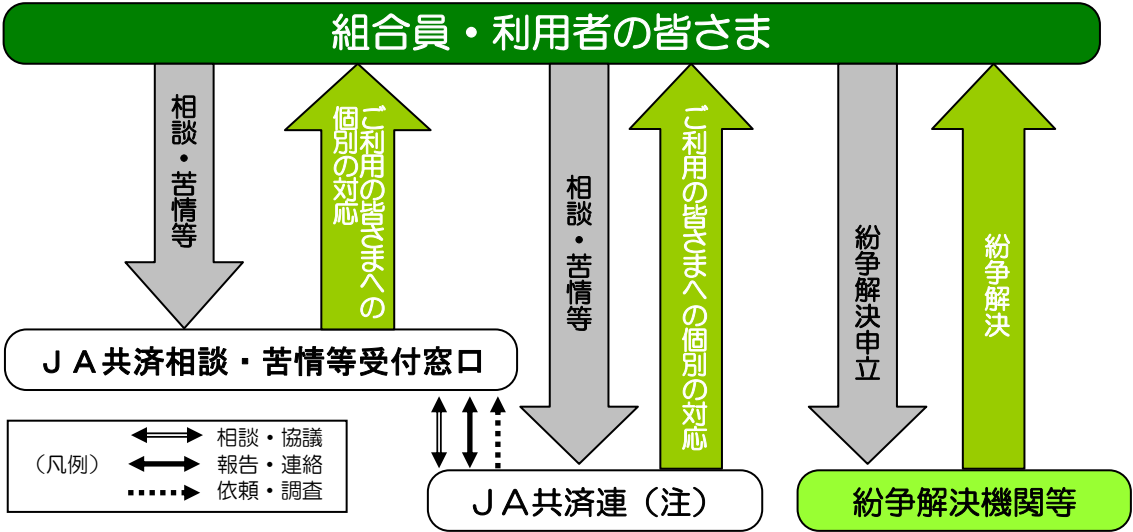 組合員・利用者の皆さま
相談・苦情等
ご利用の皆さまへの
個別の対応
相談・苦情等
ご利用の皆さまへの個別の対応
紛争解決申立
紛争解決
ＪＡ共済相談・苦情等受付窓口
（凡例）
相談・協議
報告・連絡
依頼・調査
ＪＡ共済連（注）
紛争解決機関等